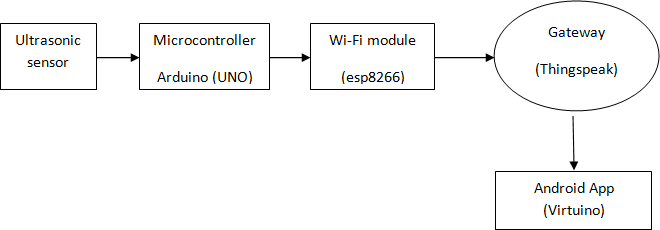 Ultrasonic
sensor
Microcontroller
Arduino (UNO)
Wi-Fi module
(esp8266)
Gateway
(Thingspeak)
Android App
(Virtuino)